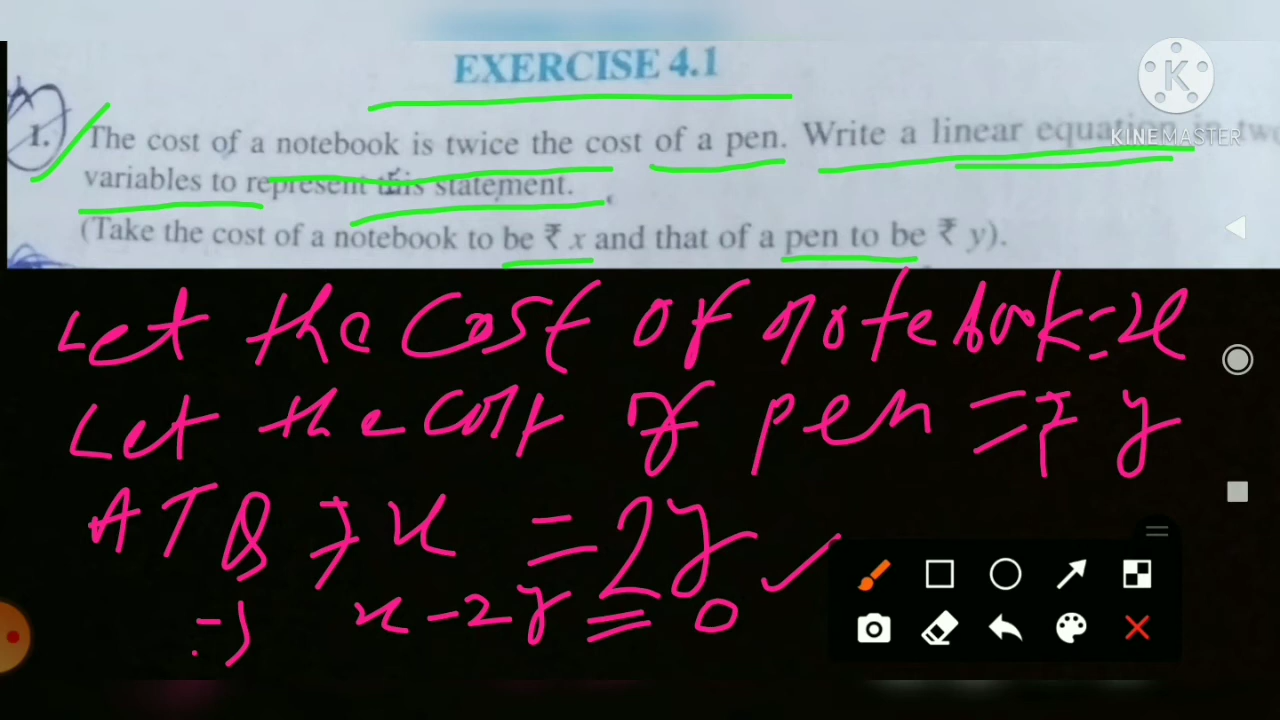 EXERCISE 4.1
K
KINEMASTER
1. The cost of a notebook is twice the cost of a pen. Write a linear equation in two
variables to represent this statement.
(Take the cost of a notebook to be ₹ x and that of a pen to be ₹ y).
Let the cost of notebook = x
Let the cost of pen = ₹ y
ATQ ₹ x = 2y ✓
⇒ x - 2y = 0